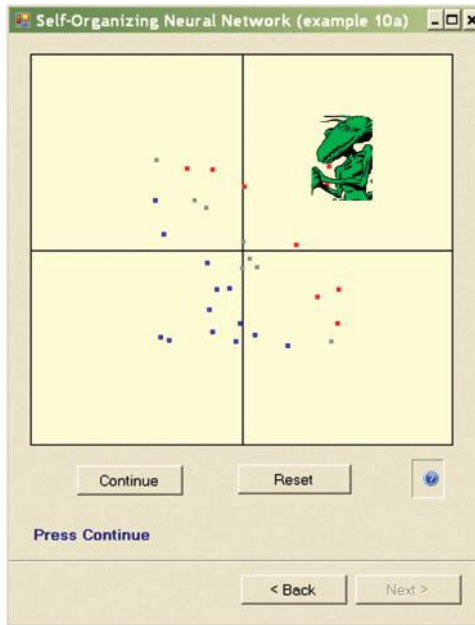 Self-Organizing Neural Network (example 10a)
Continue
Reset
Press Continue
< Back
Next >